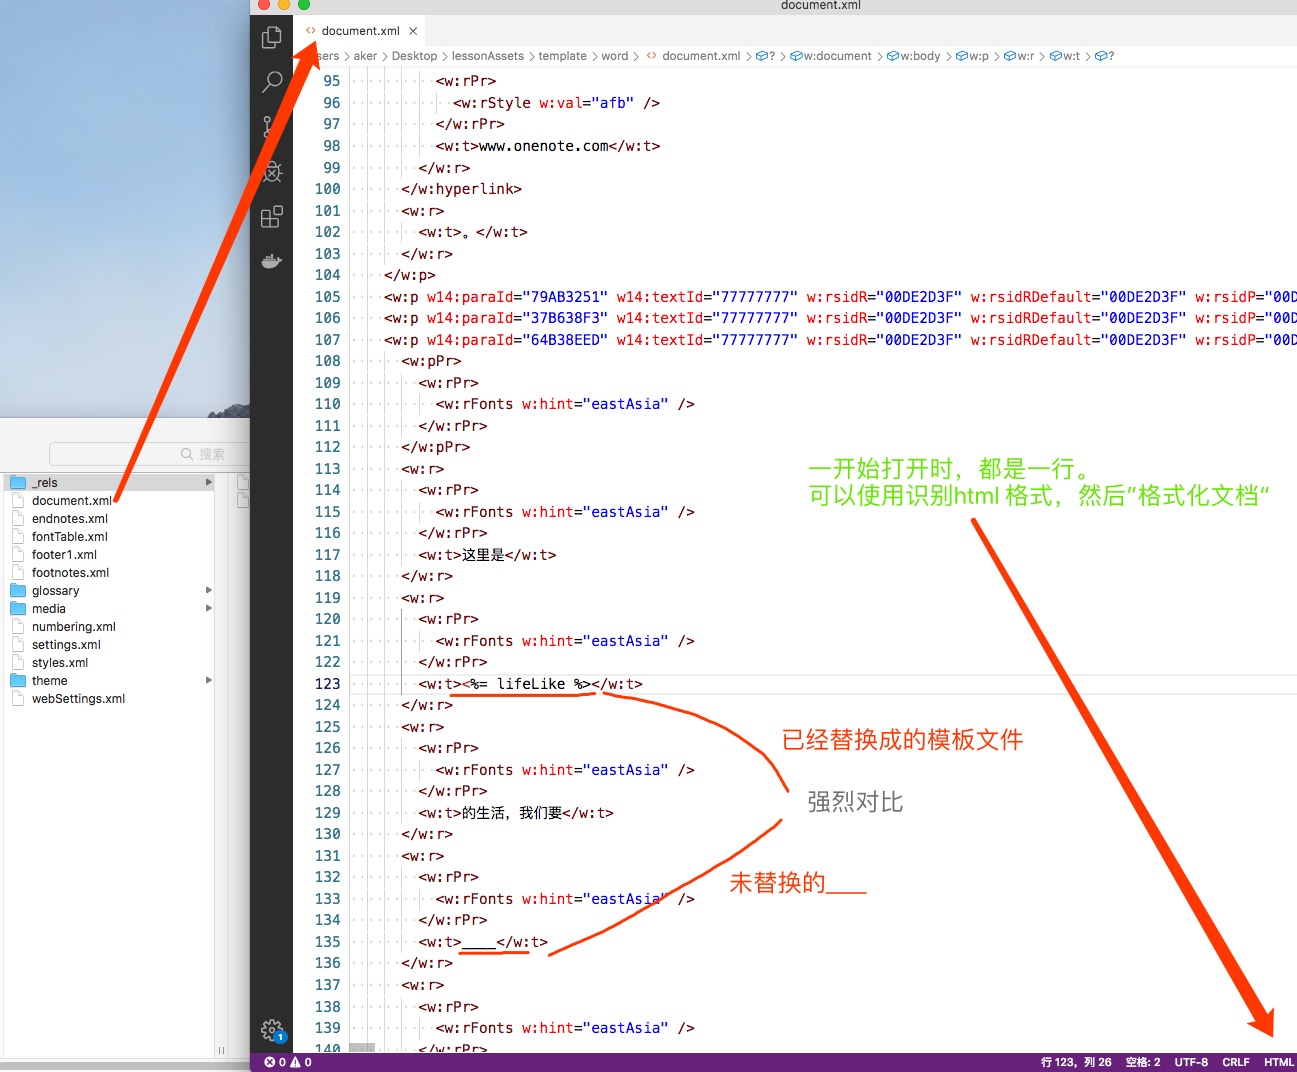 document.xml
document.xml
sers > aker > Desktop > lessonAssets > template > word > document.xml > ? > w:document > w:body > w:p > w:r > w:t > ?
95 <w:rPr>
96 <w:rStyle w:val="afb" />
97 </w:rPr>
98 <w:t>www.onenote.com</w:t>
99 </w:r>
100 </w:hyperlink>
101 <w:r>
102 <w:t>。</w:t>
103 </w:r>
104 </w:p>
105 <w:p w14:paraId="79AB3251" w14:textId="77777777" w:rsidR="00DE2D3F" w:rsidRDefault="00DE2D3F" w:rsidP="00D
106 <w:p w14:paraId="37B638F3" w14:textId="77777777" w:rsidR="00DE2D3F" w:rsidRDefault="00DE2D3F" w:rsidP="00D
107 <w:p w14:paraId="64B38EED" w14:textId="77777777" w:rsidR="00DE2D3F" w:rsidRDefault="00DE2D3F" w:rsidP="00D
108 <w:pPr>
109 <w:rPr>
110 <w:rFonts w:hint="eastAsia" />
111 </w:rPr>
112 </w:pPr>
113 <w:r>
114 <w:rPr>
115 <w:rFonts w:hint="eastAsia" />
116 </w:rPr>
117 <w:t>这里是</w:t>
118 </w:r>
119 <w:r>
120 <w:rPr>
121 <w:rFonts w:hint="eastAsia" />
122 </w:rPr>
123 <w:t><%= lifeLike %></w:t>
124 </w:r>
125 <w:r>
126 <w:rPr>
127 <w:rFonts w:hint="eastAsia" />
128 </w:rPr>
129 <w:t>的生活，我们要</w:t>
130 </w:r>
131 <w:r>
132 <w:rPr>
133 <w:rFonts w:hint="eastAsia" />
134 </w:rPr>
135 <w:t>____</w:t>
136 </w:r>
137 <w:r>
138 <w:rPr>
139 <w:rFonts w:hint="eastAsia" />
140 </w:rPr>
一开始打开时，都是一行。
可以使用识别html 格式，然后"格式化文档"
已经替换成的模板文件
强烈对比
未替换的____
搜索
_rels
document.xml
endnotes.xml
fontTable.xml
footer1.xml
footnotes.xml
glossary
media
numbering.xml
settings.xml
styles.xml
theme
webSettings.xml
1
0 0 行 123，列 26 空格: 2 UTF-8 CRLF HTML